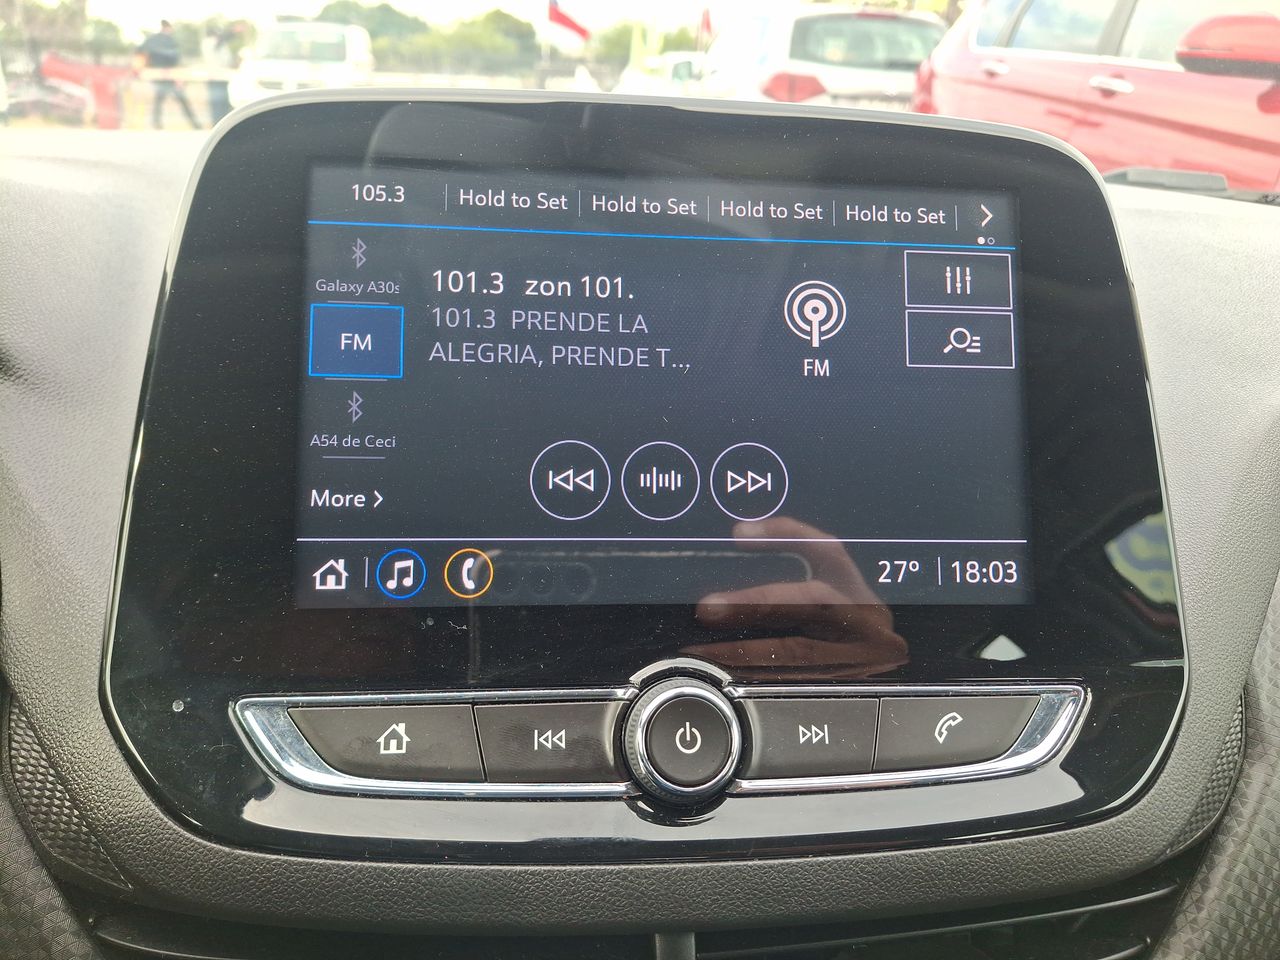 105.3 Hold to Set Hold to Set Hold to Set Hold to Set
Galaxy A30s
FM
A54 de Ceci
More
101.3 zon 101.
101.3 PRENDE LA
ALEGRIA, PRENDE T...
FM
27º 18:03